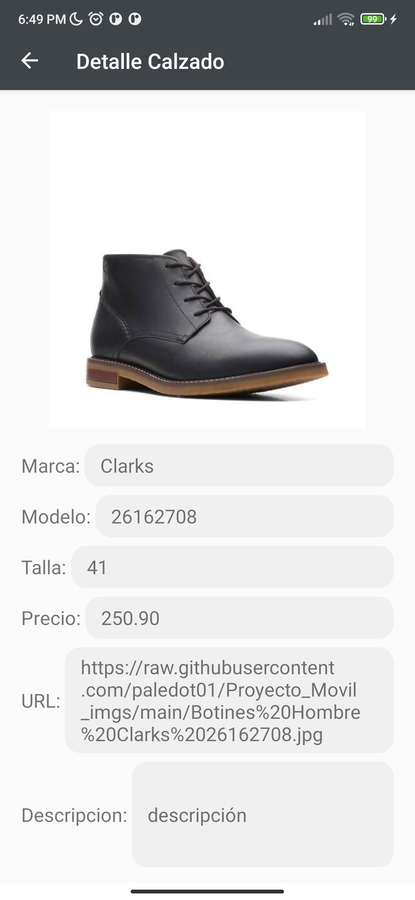 6:49 PM
99
Detalle Calzado
Marca: Clarks
Modelo: 26162708
Talla: 41
Precio: 250.90
URL: https://raw.githubusercontent
.com/paledot01/Proyecto_Movil
_imgs/main/Botines%20Hombre
%20Clarks%2026162708.jpg
Descripcion: descripción